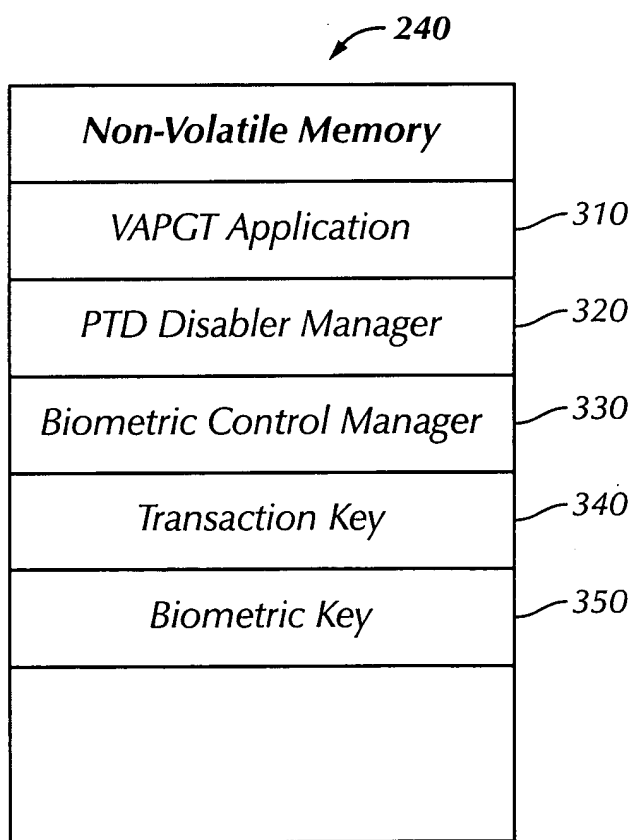 240
Non-Volatile Memory
VAPGT Application 310
PTD Disabler Manager 320
Biometric Control Manager 330
Transaction Key 340
Biometric Key 350